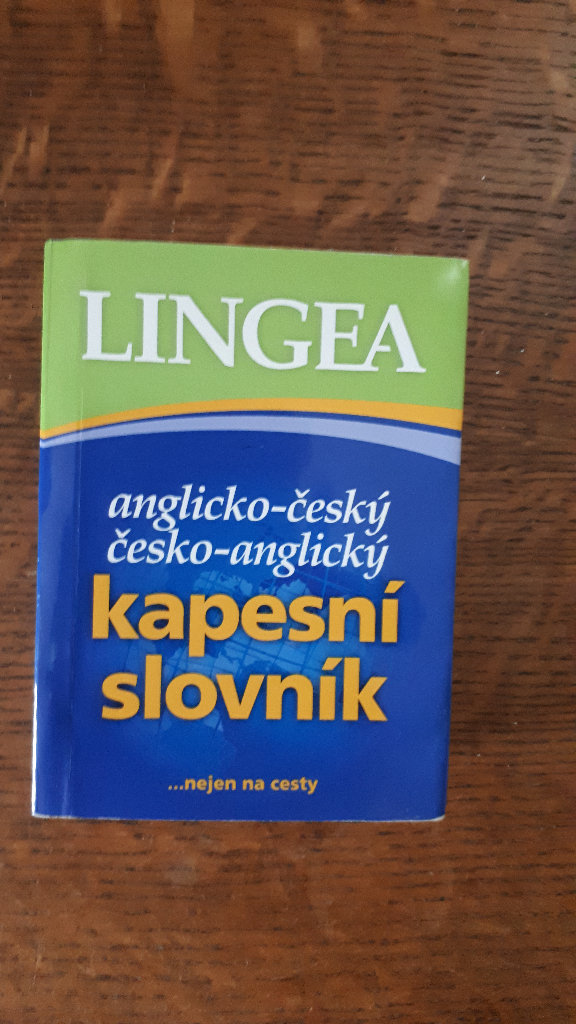 LINGEA
anglicko-český
česko-anglický
kapesní
slovník
...nejen na cesty